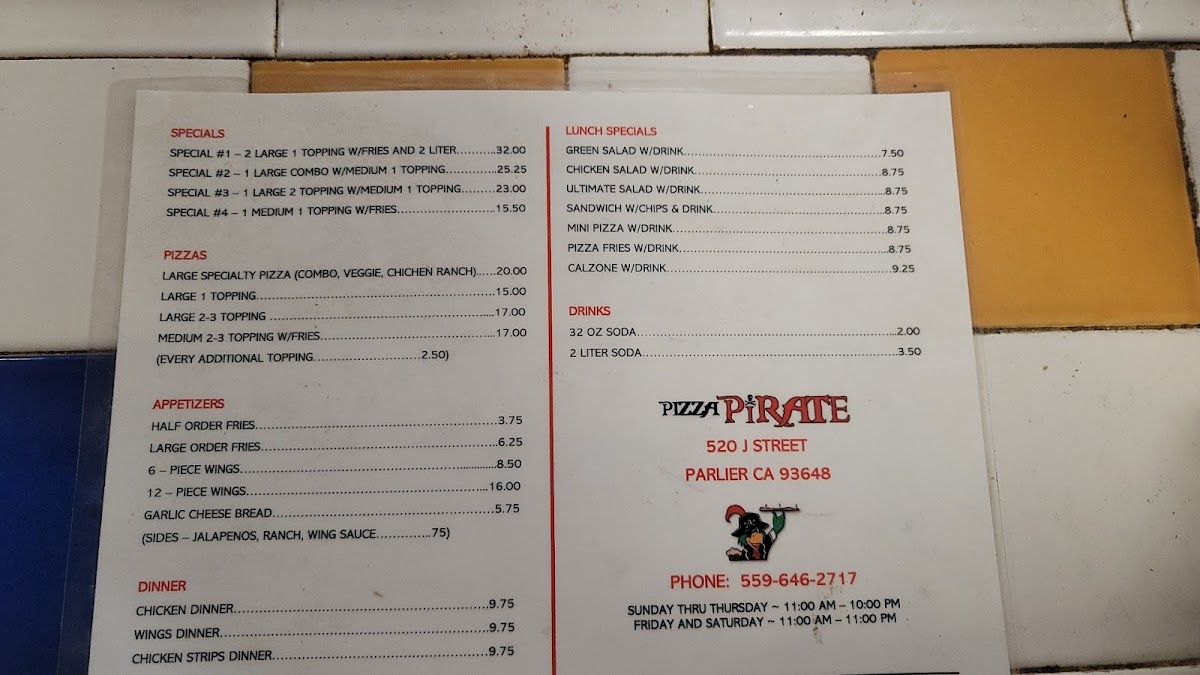 SPECIALS
SPECIAL #1 – 2 LARGE 1 TOPPING W/FRIES AND 2 LITER..........32.00
SPECIAL #2 – 1 LARGE COMBO W/MEDIUM 1 TOPPING.............25.25
SPECIAL #3 – 1 LARGE 2 TOPPING W/MEDIUM 1 TOPPING.........23.00
SPECIAL #4 – 1 MEDIUM 1 TOPPING W/FRIES.........................15.50
PIZZAS
LARGE SPECIALTY PIZZA (COMBO, VEGGIE, CHICHEN RANCH)......20.00
LARGE 1 TOPPING............................................................15.00
LARGE 2-3 TOPPING .........................................................17.00
MEDIUM 2-3 TOPPING W/FRIES.............................................17.00
(EVERY ADDITIONAL TOPPING...........................2.50)
APPETIZERS
HALF ORDER FRIES............................................................3.75
LARGE ORDER FRIES..........................................................6.25
6 – PIECE WINGS...............................................................8.50
12 – PIECE WINGS............................................................16.00
GARLIC CHEESE BREAD.......................................................5.75
(SIDES – JALAPENOS, RANCH, WING SAUCE..............75)
DINNER
CHICKEN DINNER...............................................................9.75
WINGS DINNER..................................................................9.75
CHICKEN STRIPS DINNER.....................................................9.75
LUNCH SPECIALS
GREEN SALAD W/DRINK.................................................7.50
CHICKEN SALAD W/DRINK...............................................8.75
ULTIMATE SALAD W/DRINK..............................................8.75
SANDWICH W/CHIPS & DRINK...........................................8.75
MINI PIZZA W/DRINK.....................................................8.75
PIZZA FRIES W/DRINK....................................................8.75
CALZONE W/DRINK........................................................9.25
DRINKS
32 OZ SODA.................................................................2.00
2 LITER SODA...............................................................3.50
PIZZA PiRATE
520 J STREET
PARLIER CA 93648
PHONE: 559-646-2717
SUNDAY THRU THURSDAY ~ 11:00 AM – 10:00 PM
FRIDAY AND SATURDAY ~ 11:00 AM – 11:00 PM